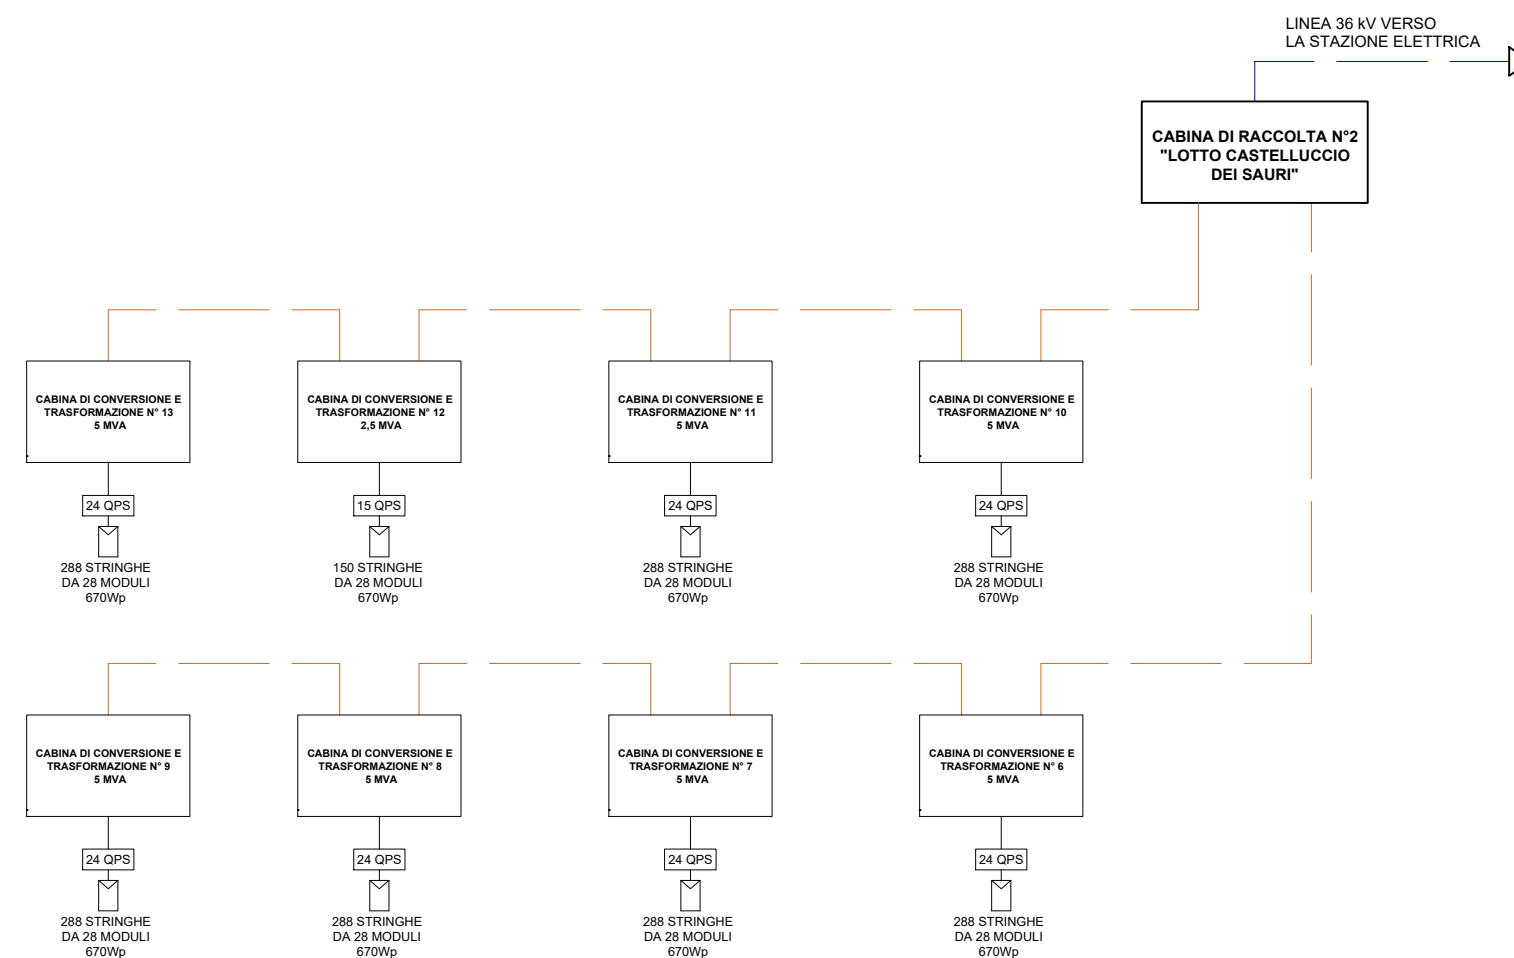 LINEA 36 kV VERSO
LA STAZIONE ELETTRICA
CABINA DI RACCOLTA N°2
"LOTTO CASTELLUCCIO
DEI SAURI"
CABINA DI CONVERSIONE E
TRASFORMAZIONE N° 13
5 MVA
CABINA DI CONVERSIONE E
TRASFORMAZIONE N° 12
2,5 MVA
CABINA DI CONVERSIONE E
TRASFORMAZIONE N° 11
5 MVA
CABINA DI CONVERSIONE E
TRASFORMAZIONE N° 10
5 MVA
24 QPS
15 QPS
24 QPS
24 QPS
288 STRINGHE
DA 28 MODULI
670Wp
150 STRINGHE
DA 28 MODULI
670Wp
288 STRINGHE
DA 28 MODULI
670Wp
288 STRINGHE
DA 28 MODULI
670Wp
CABINA DI CONVERSIONE E
TRASFORMAZIONE N° 9
5 MVA
CABINA DI CONVERSIONE E
TRASFORMAZIONE N° 8
5 MVA
CABINA DI CONVERSIONE E
TRASFORMAZIONE N° 7
5 MVA
CABINA DI CONVERSIONE E
TRASFORMAZIONE N° 6
5 MVA
24 QPS
24 QPS
24 QPS
24 QPS
288 STRINGHE
DA 28 MODULI
670Wp
288 STRINGHE
DA 28 MODULI
670Wp
288 STRINGHE
DA 28 MODULI
670Wp
288 STRINGHE
DA 28 MODULI
670Wp